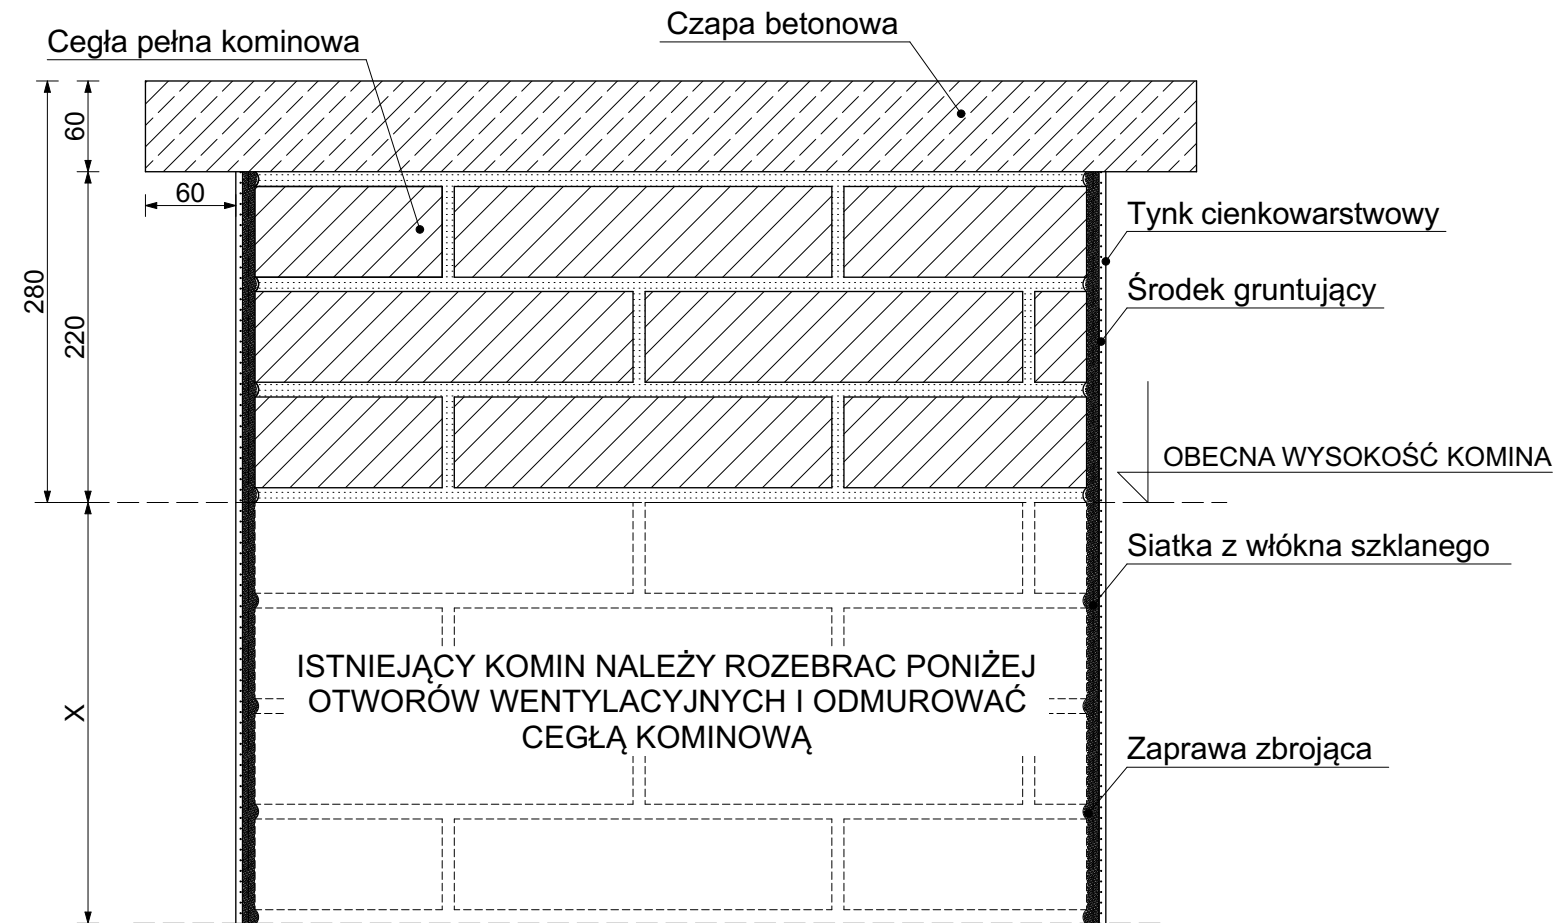 Czapa betonowa
Cegła pełna kominowa
60
60
280
220
Tynk cienkowarstwowy
Środek gruntujący
OBECNA WYSOKOŚĆ KOMINA
Siatka z włókna szklanego
ISTNIEJĄCY KOMIN NALEŻY ROZEBRAC PONIŻEJ
OTWORÓW WENTYLACYJNYCH I ODMUROWAĆ
CEGŁĄ KOMINOWĄ
X
Zaprawa zbrojąca